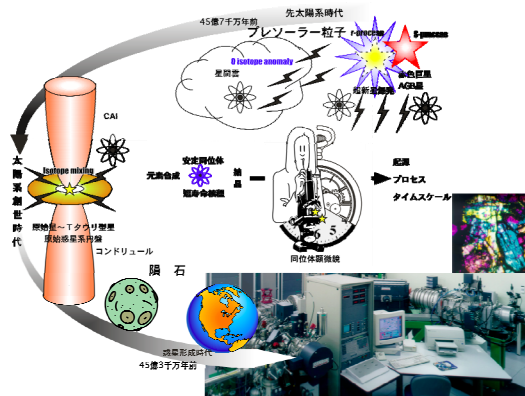 先太陽系時代
45億7千万年前
プレソーラー粒子
r-process
S-process
O isotope anomaly
星間雲
赤色巨星
AGB星
超新星爆発
CAI
Isotope mixing
太陽系創世時代
原始星～Tタウリ型星
原始惑星系円盤
コンドリュール
安定同位体
元素合成
短寿命核種
結晶
起源
プロセス
タイムスケール
6 5
同位体顕微鏡
隕 石
惑星形成時代
45億3千万年前